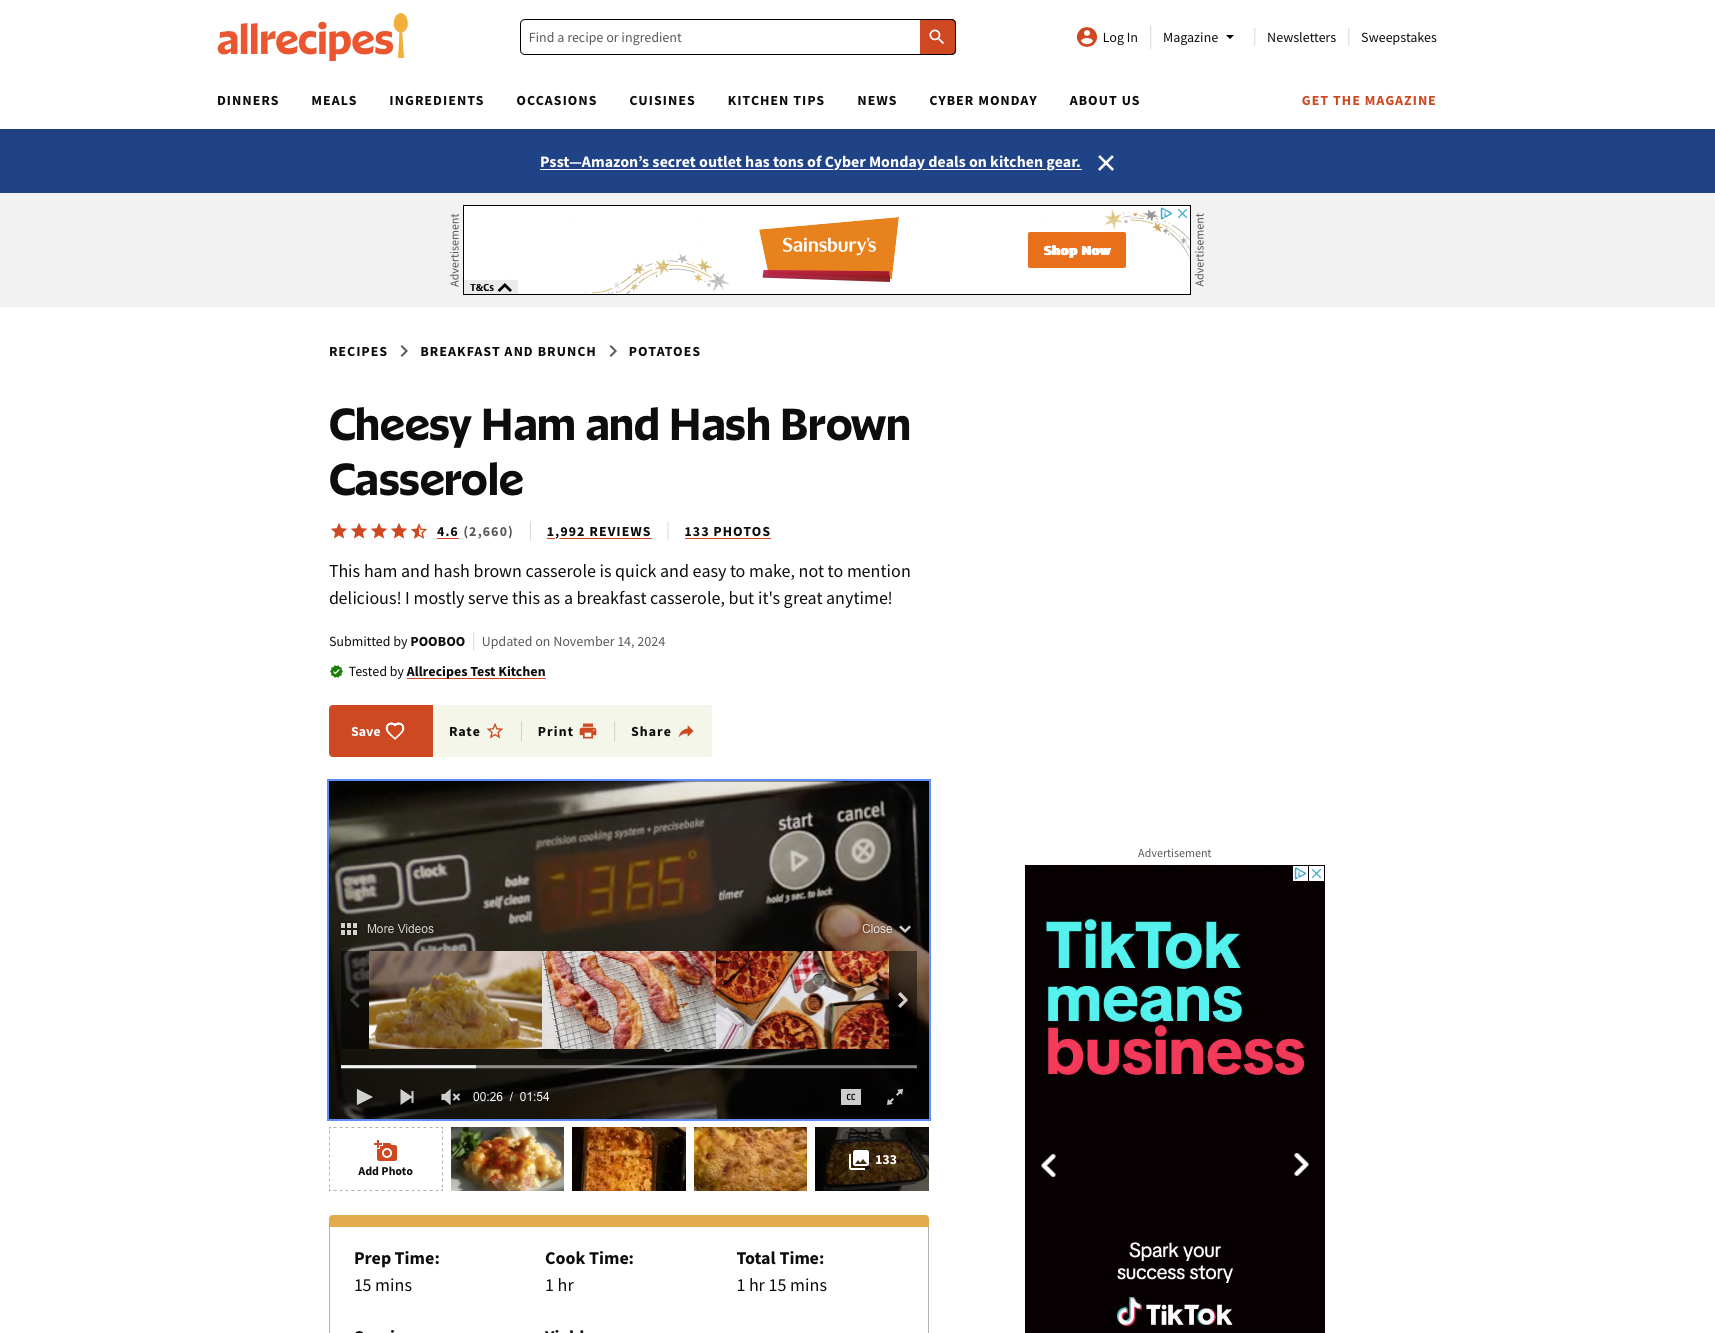 allrecipes
Find a recipe or ingredient
Log In
Magazine
Newsletters
Sweepstakes
DINNERS
MEALS
INGREDIENTS
OCCASIONS
CUISINES
KITCHEN TIPS
NEWS
CYBER MONDAY
ABOUT US
GET THE MAGAZINE
Psst—Amazon's secret outlet has tons of Cyber Monday deals on kitchen gear.
Advertisement
Sainsbury's
Shop Now
T&Cs
Advertisement
RECIPES
BREAKFAST AND BRUNCH
POTATOES
Cheesy Ham and Hash Brown
Casserole
4.6 (2,660)
1,992 REVIEWS
133 PHOTOS
This ham and hash brown casserole is quick and easy to make, not to mention
delicious! I mostly serve this as a breakfast casserole, but it's great anytime!
Submitted by POOBOO
Updated on November 14, 2024
Tested by Allrecipes Test Kitchen
Save
Rate
Print
Share
precision cooking system • precisebake
start
cancel
oven
light
clock
bake
self clean
broil
365°
timer
hold 3 sec. to lock
More Videos
Close
kitchen
00:26 / 01:54
CC
Add Photo
133
Prep Time:
15 mins
Cook Time:
1 hr
Total Time:
1 hr 15 mins
Advertisement
TikTok
means
business
Spark your
success story
TikTok